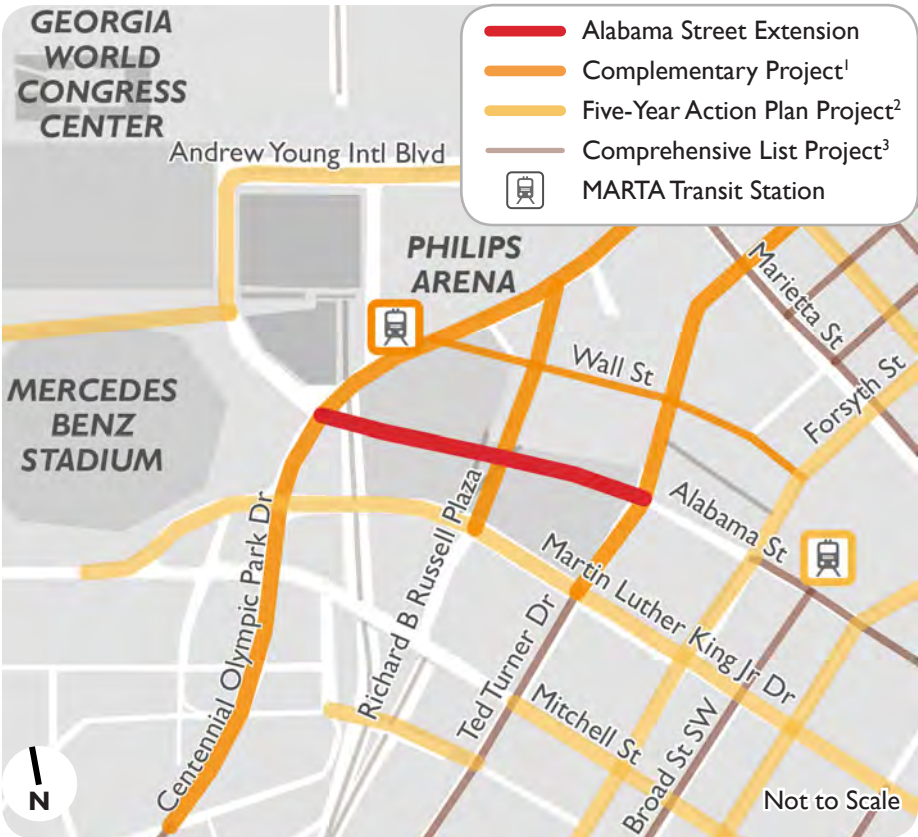 GEORGIA
WORLD
CONGRESS
CENTER
Alabama Street Extension
Complementary Project¹
Five-Year Action Plan Project²
Comprehensive List Project³
MARTA Transit Station
Andrew Young Intl Blvd
PHILIPS
ARENA
Marietta St
Wall St
Forsyth St
MERCEDES
BENZ
STADIUM
Alabama St
Centennial Olympic Park Dr
Richard B Russell Plaza
Martin Luther King Jr Dr
Ted Turner Dr
Mitchell St
Broad St SW
N
Not to Scale